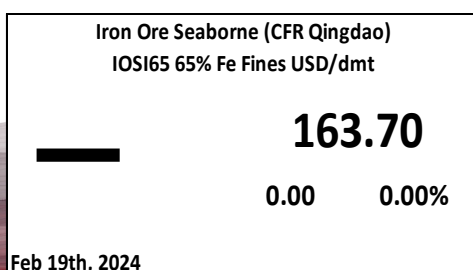 Iron Ore Seaborne (CFR Qingdao)
IOSI65 65% Fe Fines USD/dmt
163.70
0.00 0.00%
Feb 19th, 2024